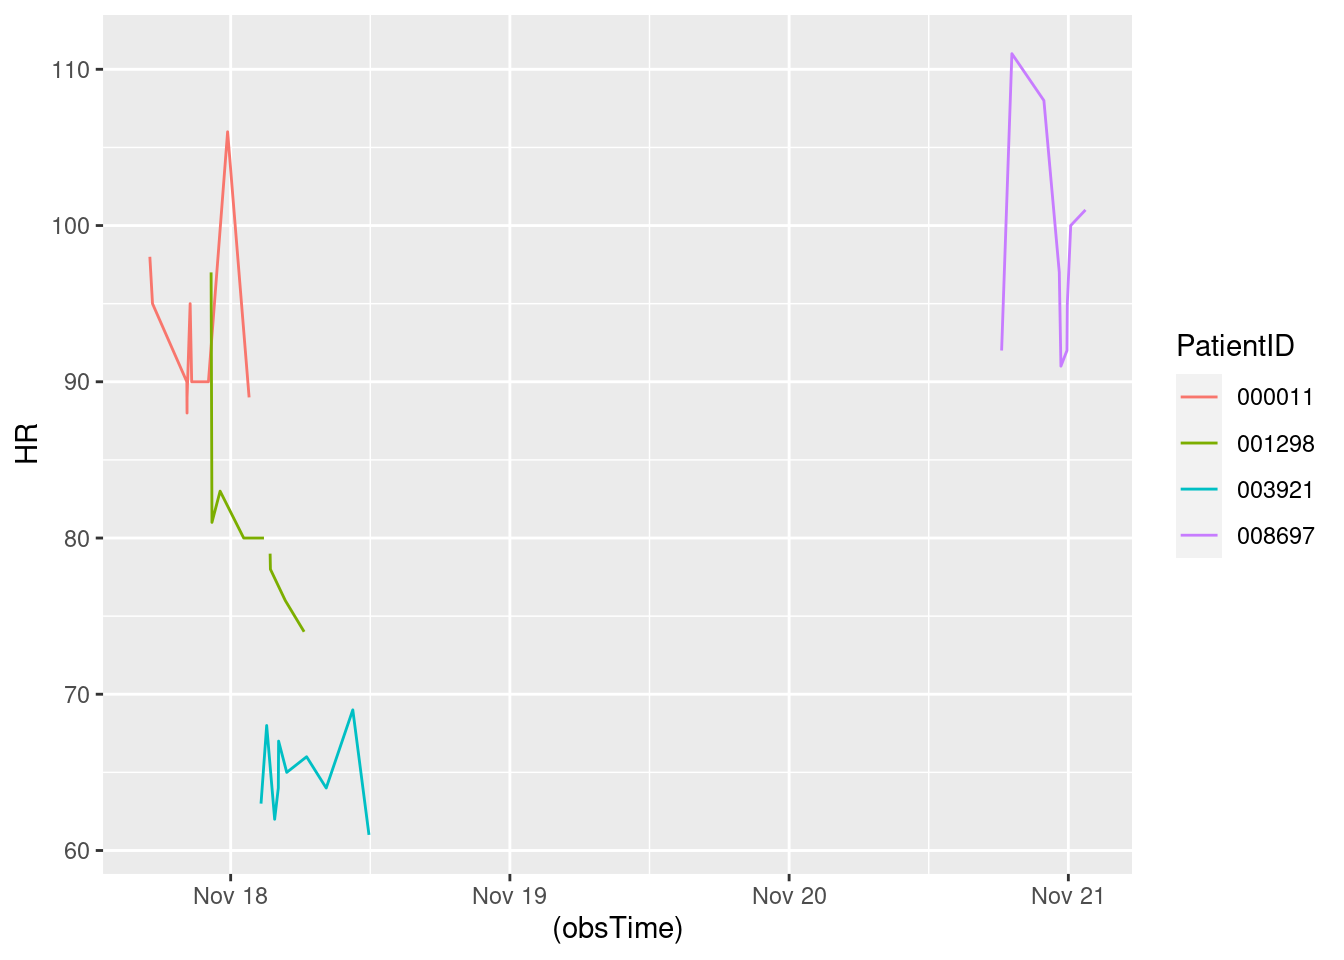 110
100
90
80
70
60
HR
Nov 18
Nov 19
Nov 20
Nov 21
(obsTime)
PatientID
000011
001298
003921
008697